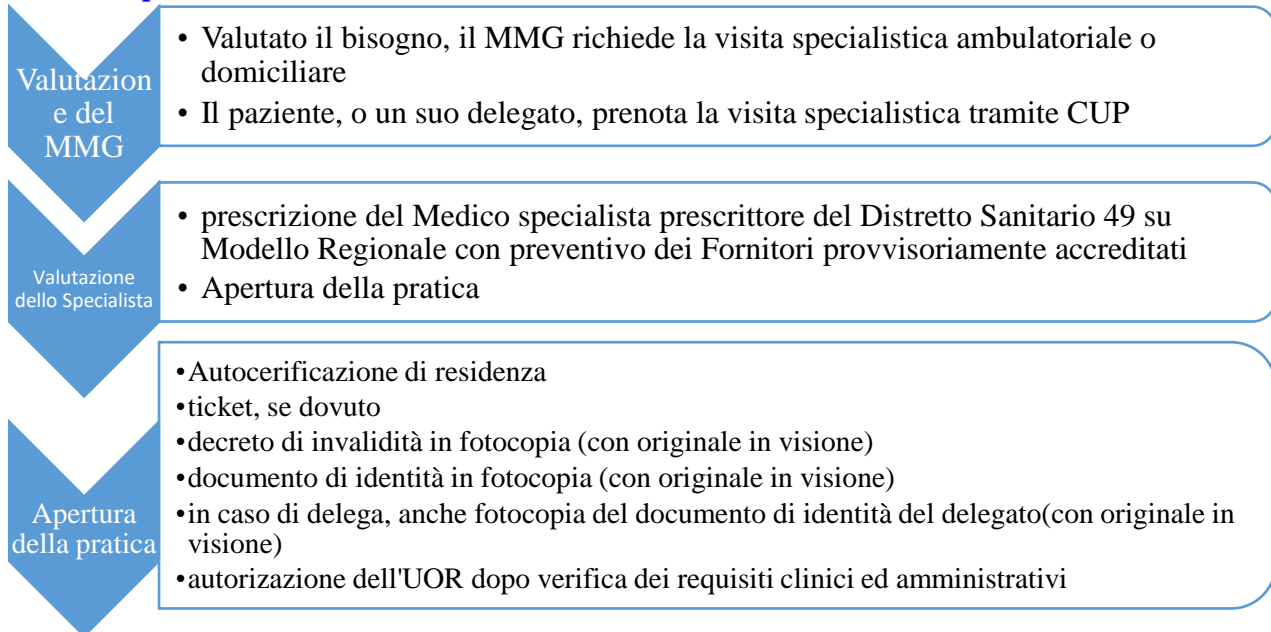 Valutazion
e del
MMG
• Valutato il bisogno, il MMG richiede la visita specialistica ambulatoriale o
domiciliare
• Il paziente, o un suo delegato, prenota la visita specialistica tramite CUP
Valutazione
dello Specialista
• prescrizione del Medico specialista prescrittore del Distretto Sanitario 49 su
Modello Regionale con preventivo dei Fornitori provvisoriamente accreditati
• Apertura della pratica
Apertura
della pratica
•Autocerificazione di residenza
•ticket, se dovuto
•decreto di invalidità in fotocopia (con originale in visione)
•documento di identità in fotocopia (con originale in visione)
•in caso di delega, anche fotocopia del documento di identità del delegato(con originale in
visione)
•autorizazione dell'UOR dopo verifica dei requisiti clinici ed amministrativi